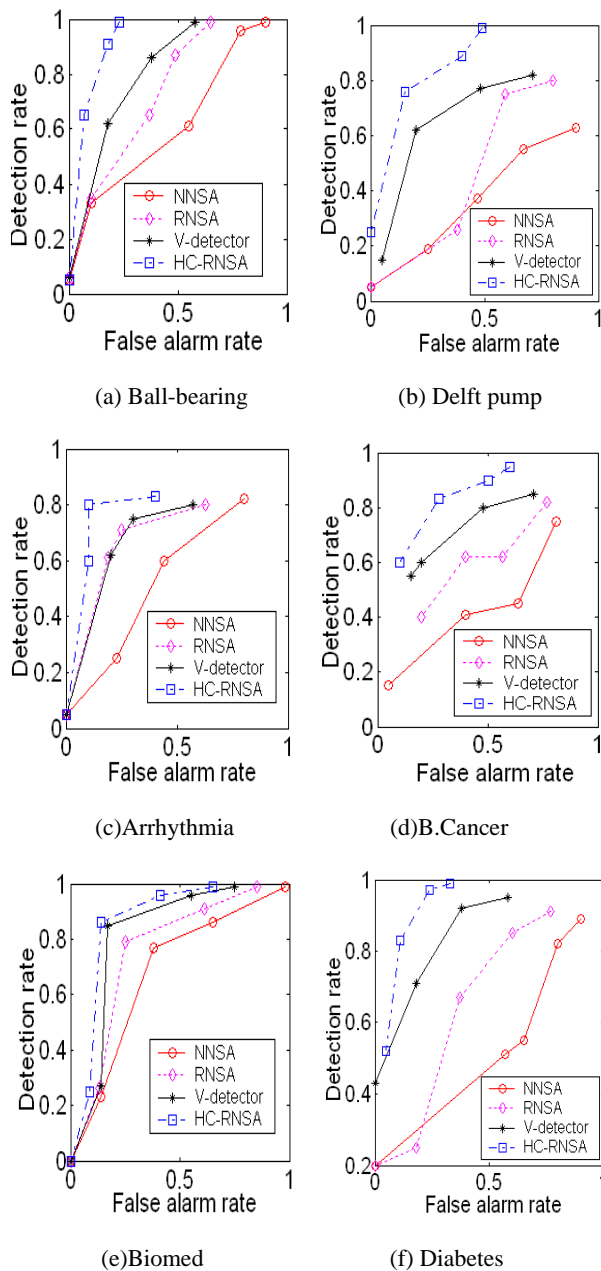 Detection rate
1
0.8
0.6
0.4
0.2
0
0 0.5 1
False alarm rate
NNSA
RNSA
V-detector
HC-RNSA
(a) Ball-bearing
Detection rate
1
0.8
0.6
0.4
0.2
0
0 0.5 1
False alarm rate
NNSA
RNSA
V-detector
HC-RNSA
(b) Delft pump
Detection rate
1
0.8
0.6
0.4
0.2
0
0 0.5 1
False alarm rate
NNSA
RNSA
V-detector
HC-RNSA
(c)Arrhythmia
Detection rate
1
0.8
0.6
0.4
0.2
0
0 0.5 1
False alarm rate
NNSA
RNSA
V-detector
HC-RNSA
(d)B.Cancer
Detection rate
1
0.8
0.6
0.4
0.2
0
0 0.5 1
False alarm rate
NNSA
RNSA
V-detector
HC-RNSA
(e)Biomed
Detection rate
1
0.8
0.6
0.4
0.2
0 0.5 1
False alarm rate
NNSA
RNSA
V-detector
HC-RNSA
(f) Diabetes